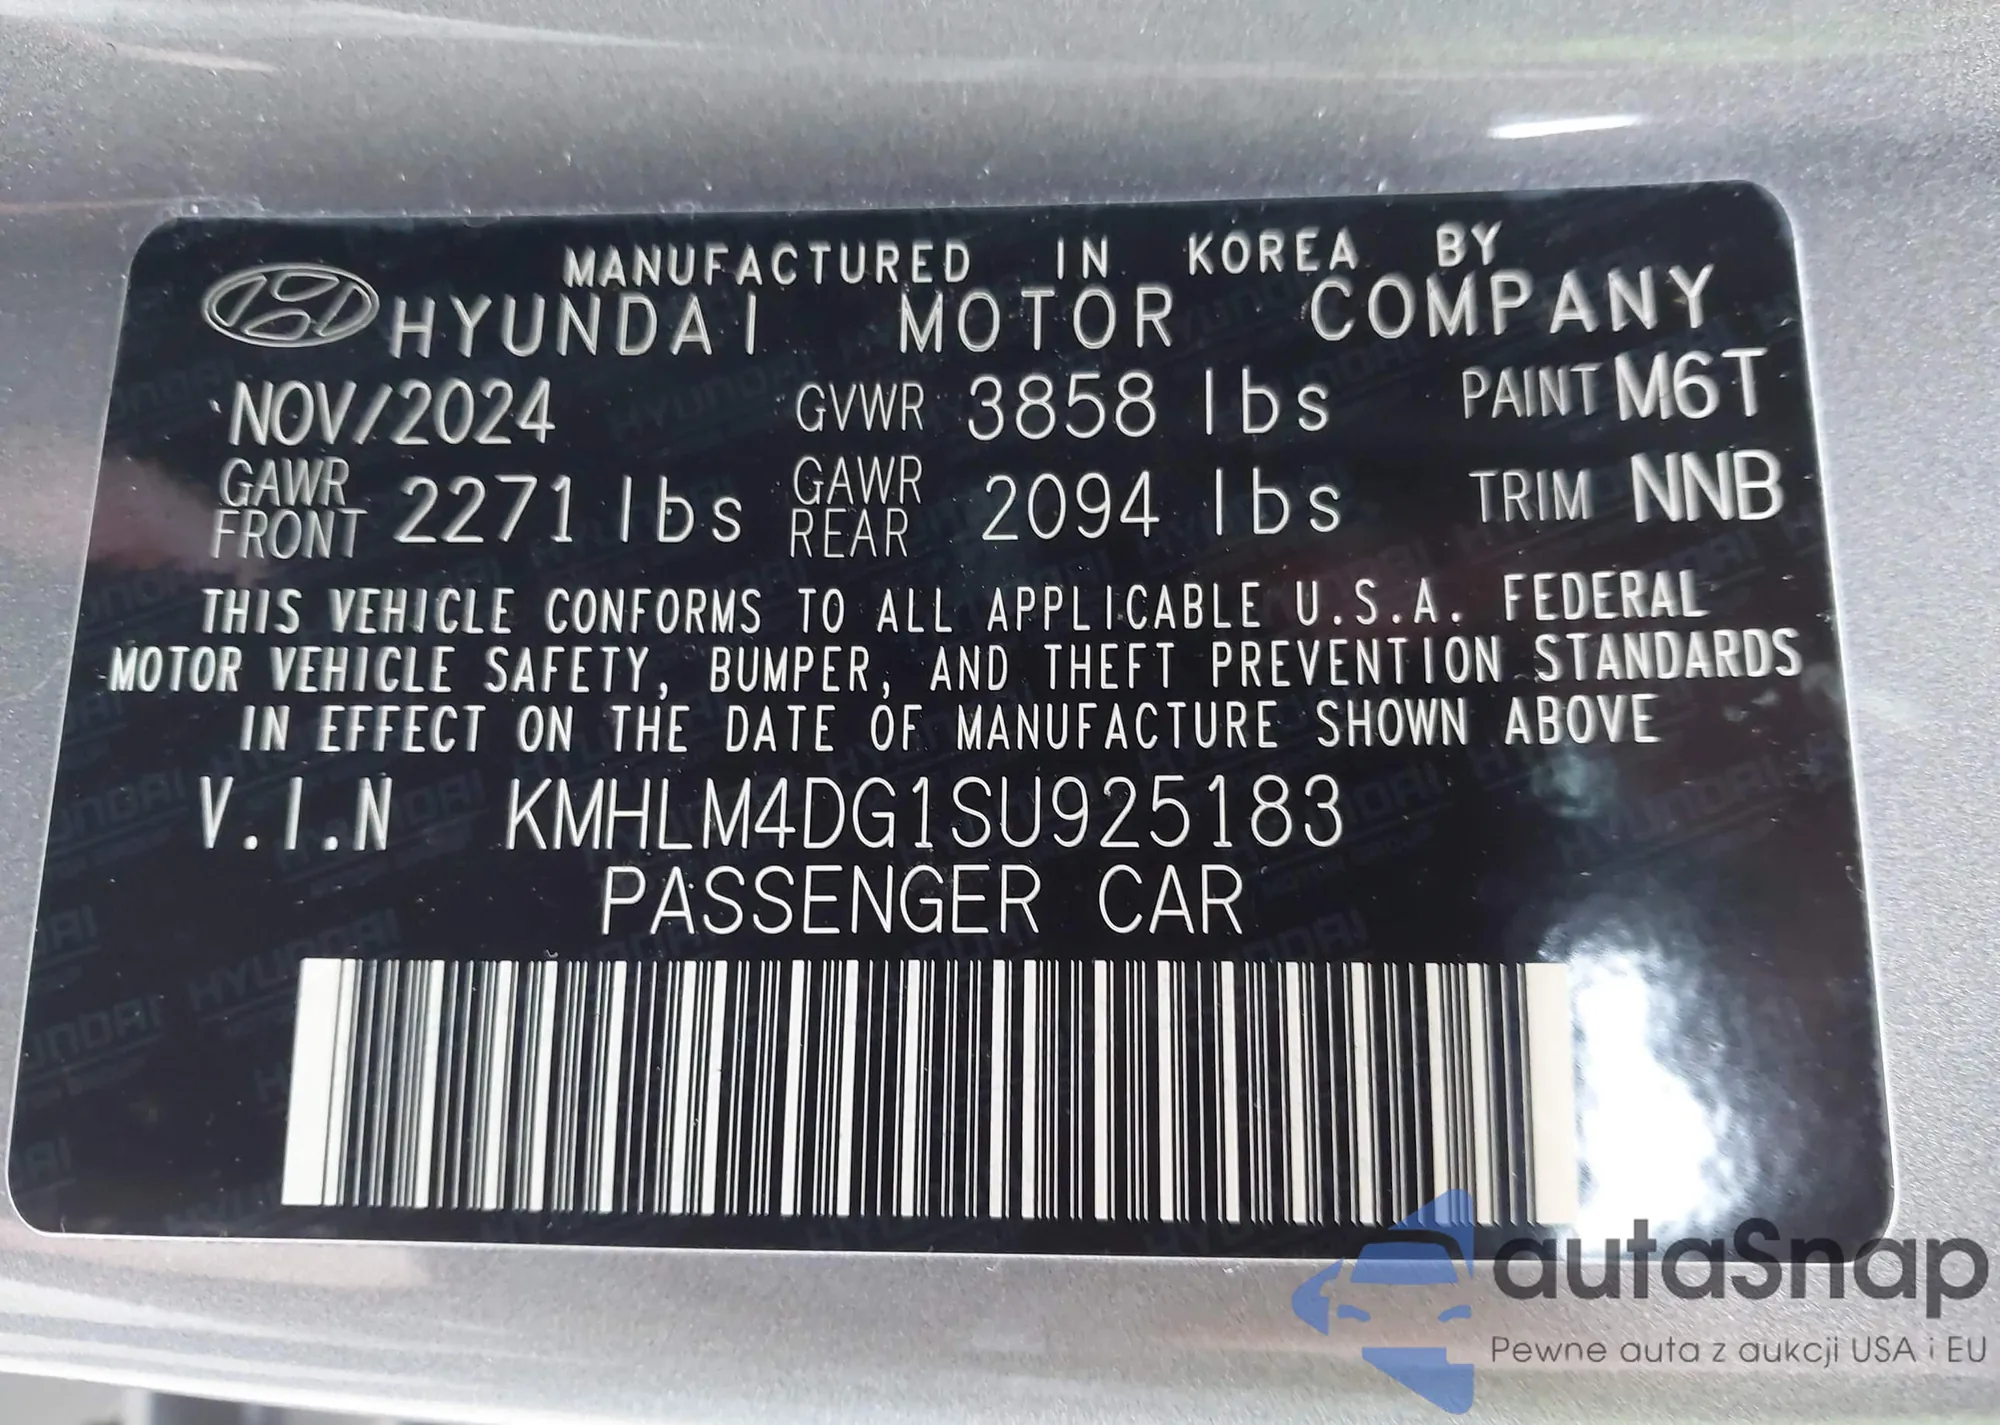 MANUFACTURED IN KOREA BY
HYUNDAI MOTOR COMPANY
NOV/2024 GVWR 3858 lbs PAINT M6T
GAWR FRONT 2271 lbs GAWR REAR 2094 lbs TRIM NNB
THIS VEHICLE CONFORMS TO ALL APPLICABLE U.S.A. FEDERAL
MOTOR VEHICLE SAFETY, BUMPER, AND THEFT PREVENTION STANDARDS
IN EFFECT ON THE DATE OF MANUFACTURE SHOWN ABOVE
V.I.N KMHLM4DG1SU925183
PASSENGER CAR
autaSnap
Pewne auta z aukcji USA i EU